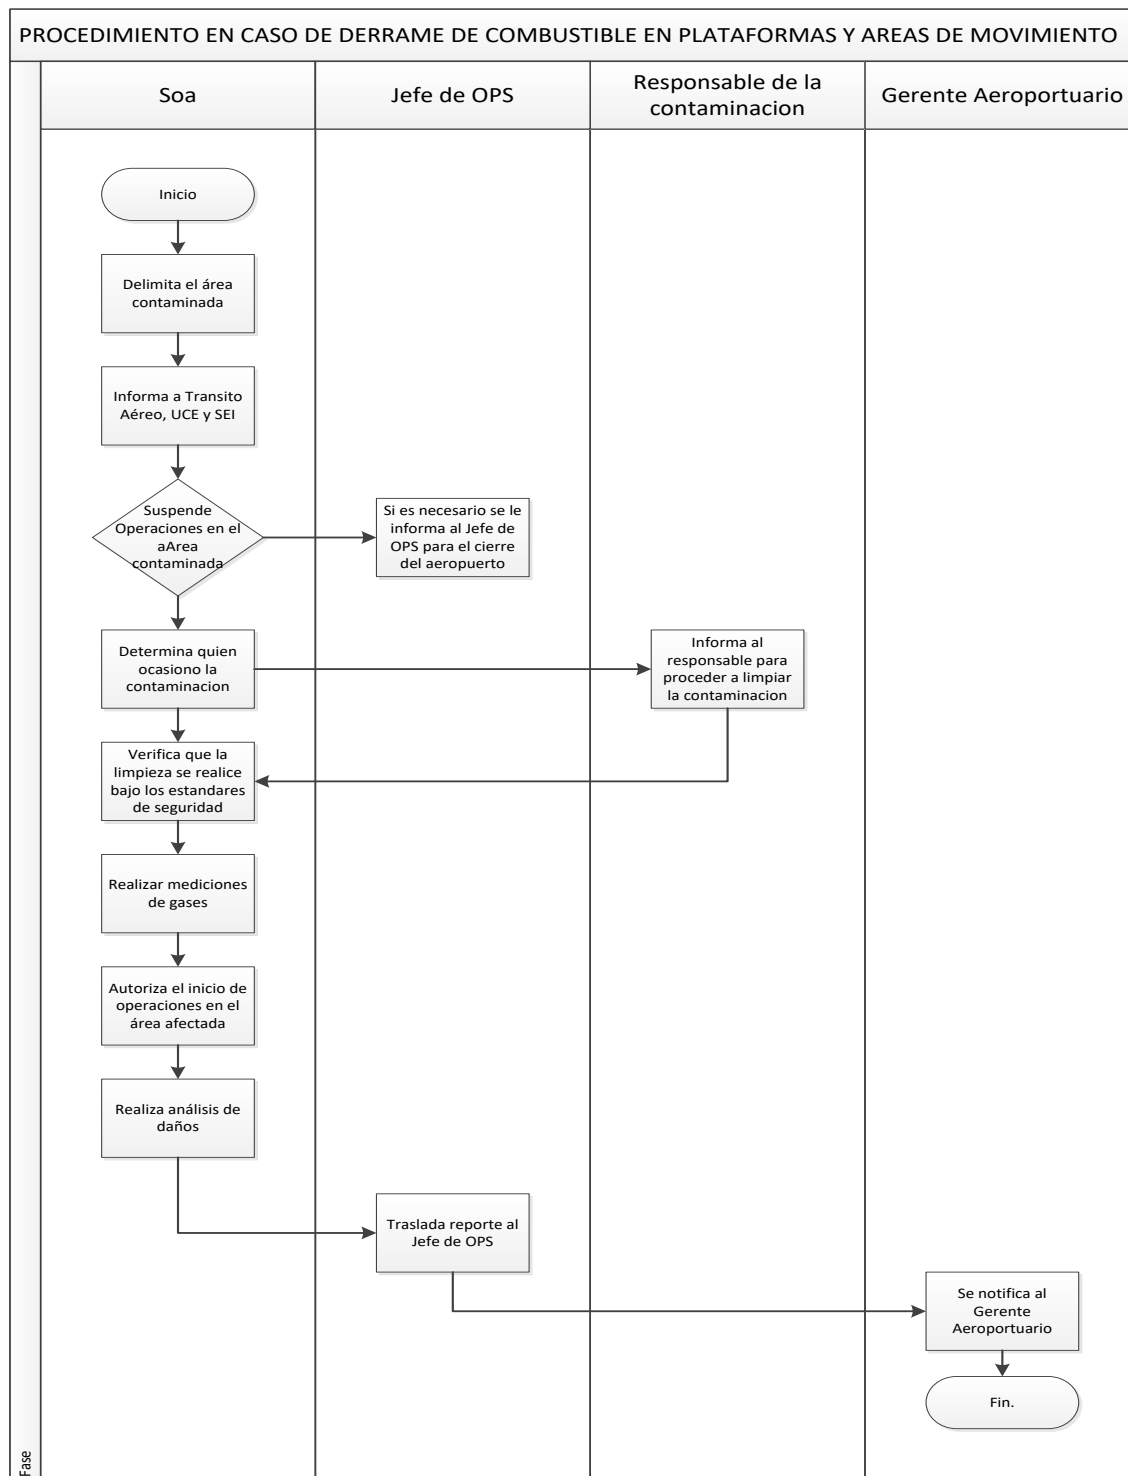 PROCEDIMIENTO EN CASO DE DERRAME DE COMBUSTIBLE EN PLATAFORMAS Y AREAS DE MOVIMIENTO
Soa
Jefe de OPS
Responsable de la
contaminacion
Gerente Aeroportuario
Inicio
Delimita el área
contaminada
Informa a Transito
Aéreo, UCE y SEI
Suspende
Operaciones en el
aArea
contaminada
Si es necesario se le
informa al Jefe de
OPS para el cierre
del aeropuerto
Determina quien
ocasiono la
contaminacion
Informa al
responsable para
proceder a limpiar
la contaminacion
Verifica que la
limpieza se realice
bajo los estandares
de seguridad
Realizar mediciones
de gases
Autoriza el inicio de
operaciones en el
área afectada
Realiza análisis de
daños
Traslada reporte al
Jefe de OPS
Se notifica al
Gerente
Aeroportuario
Fin.
Fase